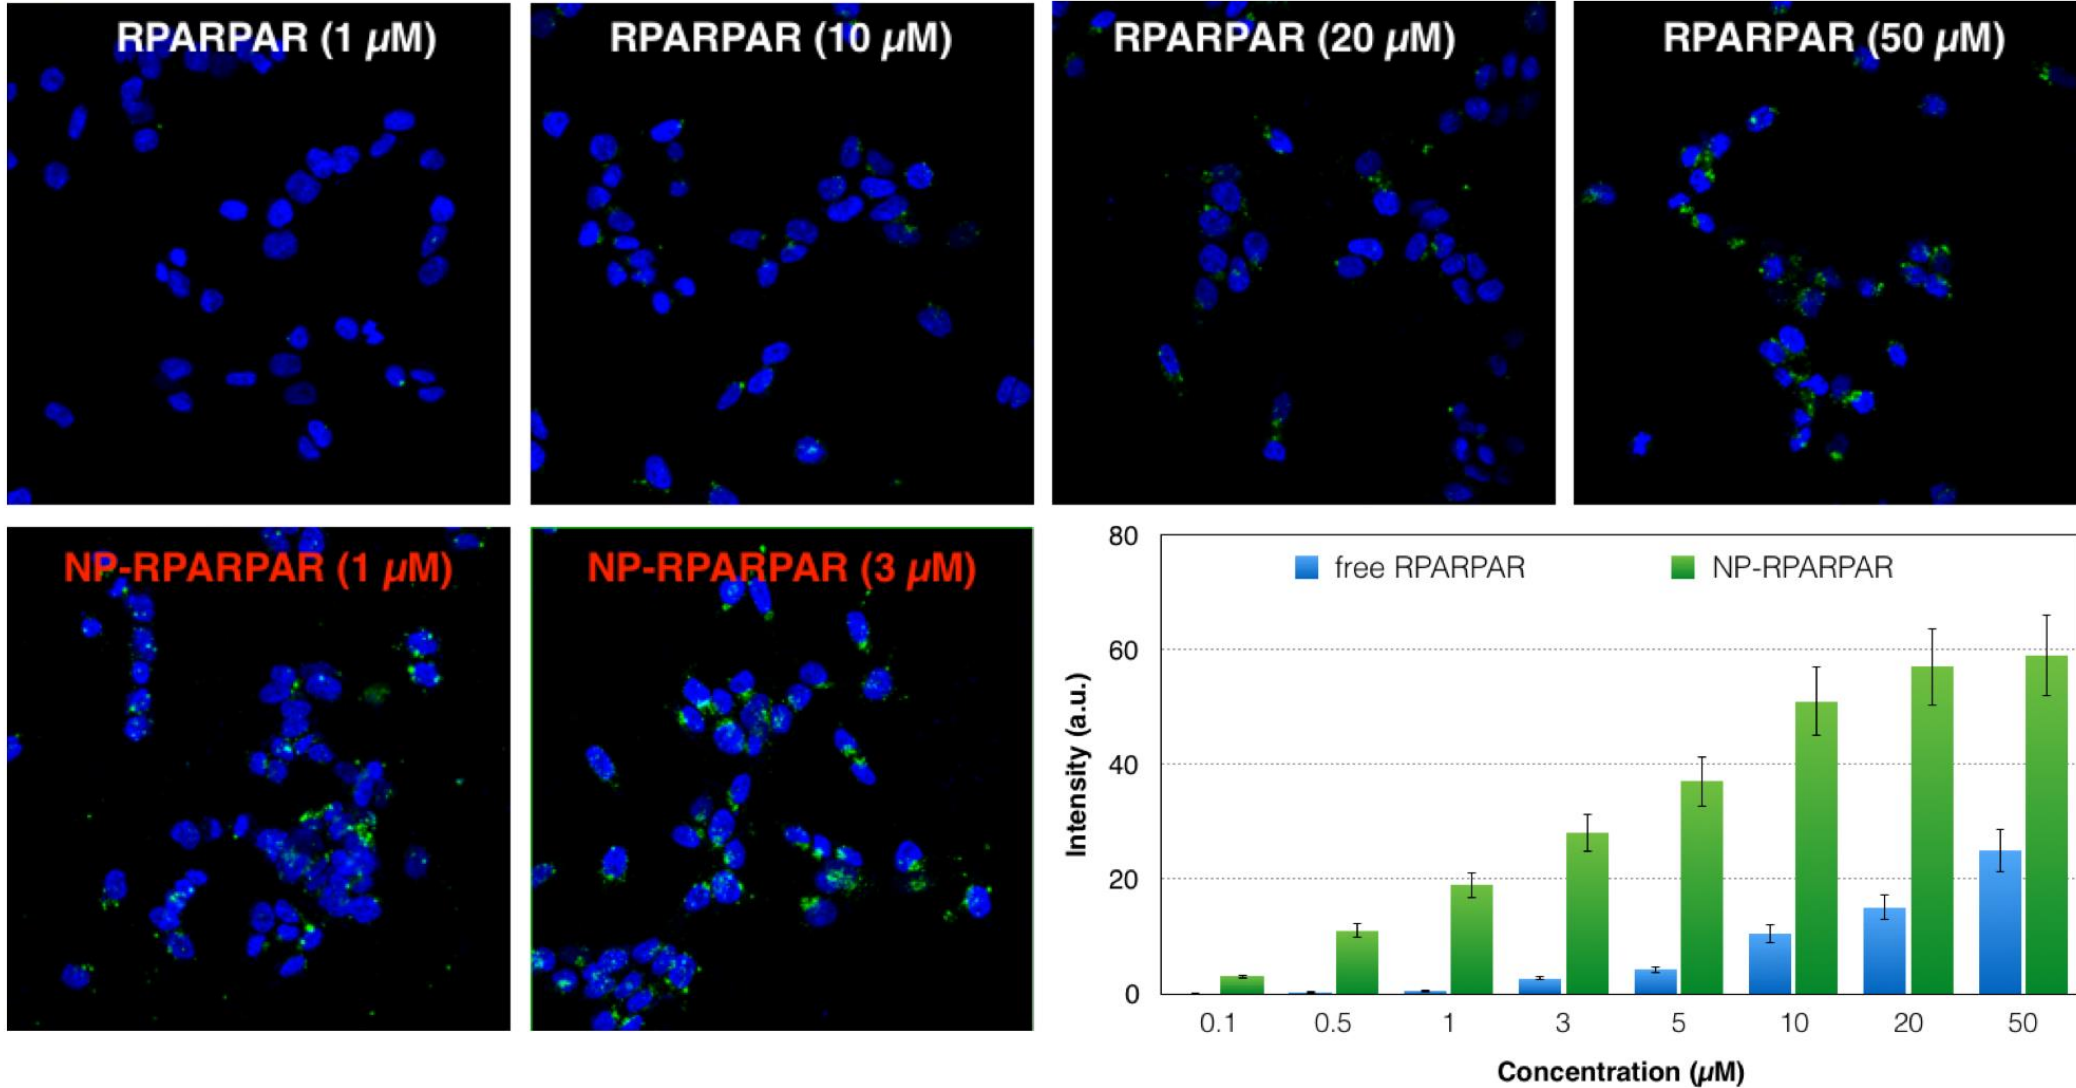 RPARPAR (1 µM)
RPARPAR (10 µM)
RPARPAR (20 µM)
RPARPAR (50 µM)
NP-RPARPAR (1 µM)
NP-RPARPAR (3 µM)
free RPARPAR
NP-RPARPAR
Intensity (a.u.)
80
60
40
20
0
0.1 0.5 1 3 5 10 20 50
Concentration (µM)